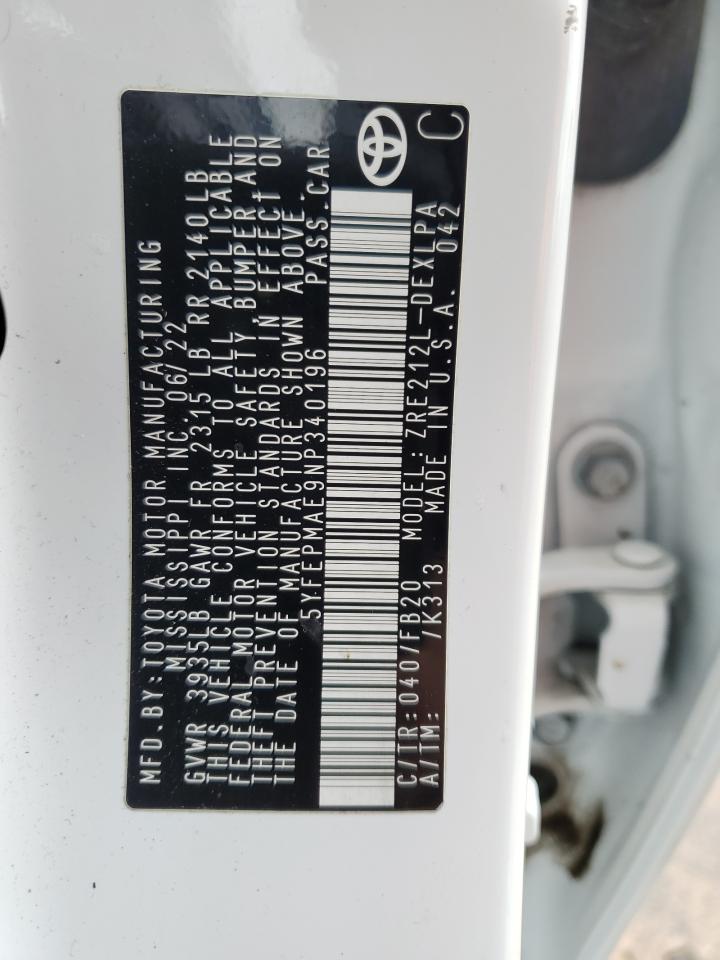 MFD.BY:TOYOTA MOTOR MANUFACTURING
MISSISSIPPI INC.06/22
GVWR 3935LB GAWR FR 2315 LB RR 2140LB
THIS VEHICLE CONFORMS TO ALL APPLICABLE
FEDERAL MOTOR VEHICLE SAFETY BUMPER AND
THEFT PREVENTION STANDARDS IN EFFECT ON
THE DATE OF MANUFACTURE SHOWN ABOVE.
5YFEPMAE9NP340196 PASS.CAR
C/TR:040/FB20 MODEL:ZRE212L-DEXLPA
A/TM: /K313 MADE IN U.S.A. 042
C